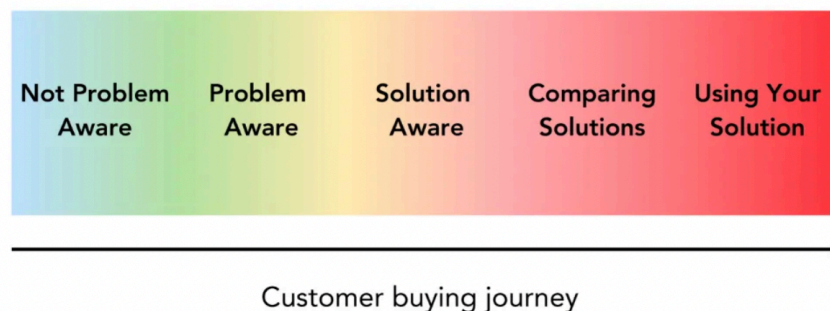 Not Problem Aware
Problem Aware
Solution Aware
Comparing Solutions
Using Your Solution
Customer buying journey